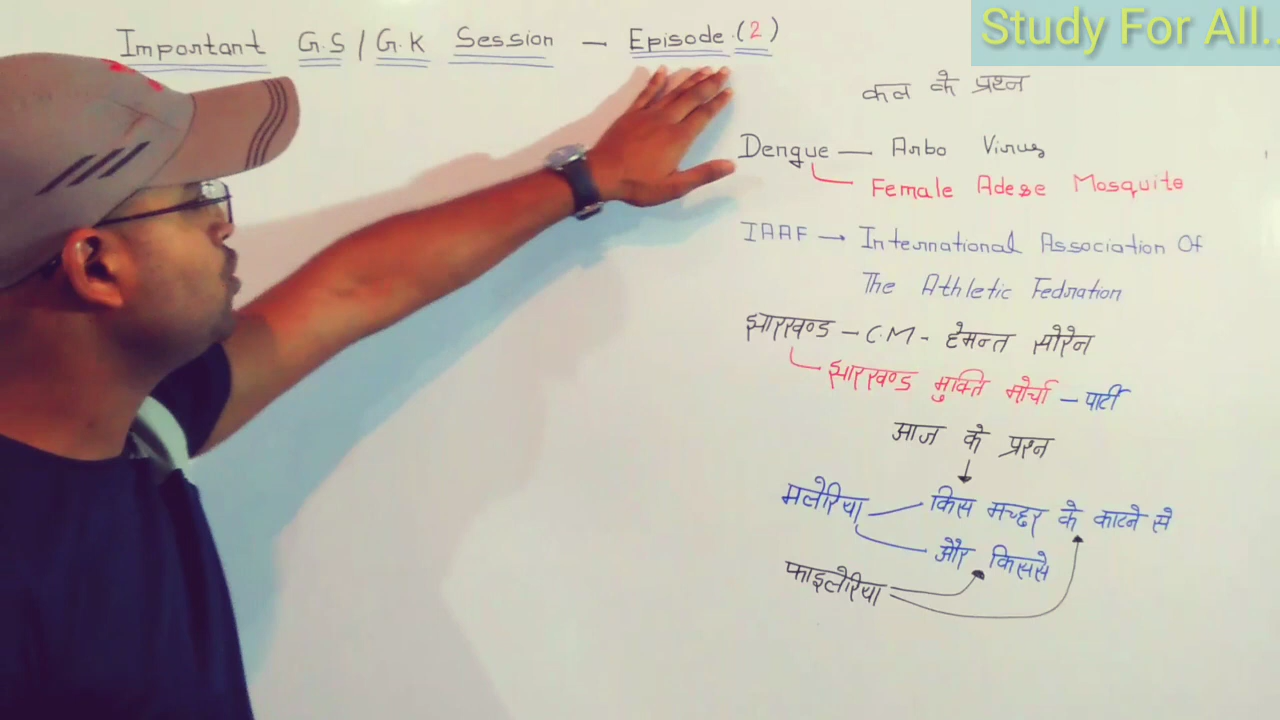 Study For All..
Important G.S / G.K Session – Episode.(2)
कल के प्रश्न
Dengue — Arbo Virus
Female Adese Mosquito
IAAF → International Association Of
The Athletic Fedration
झारखण्ड – C.M - हेमन्त सोरेन
झारखण्ड मुक्ति मोर्चा – पार्टी
आज के प्रश्न
मलेरिया किस मच्छर के काटने से
और किससे
फाइलेरिया